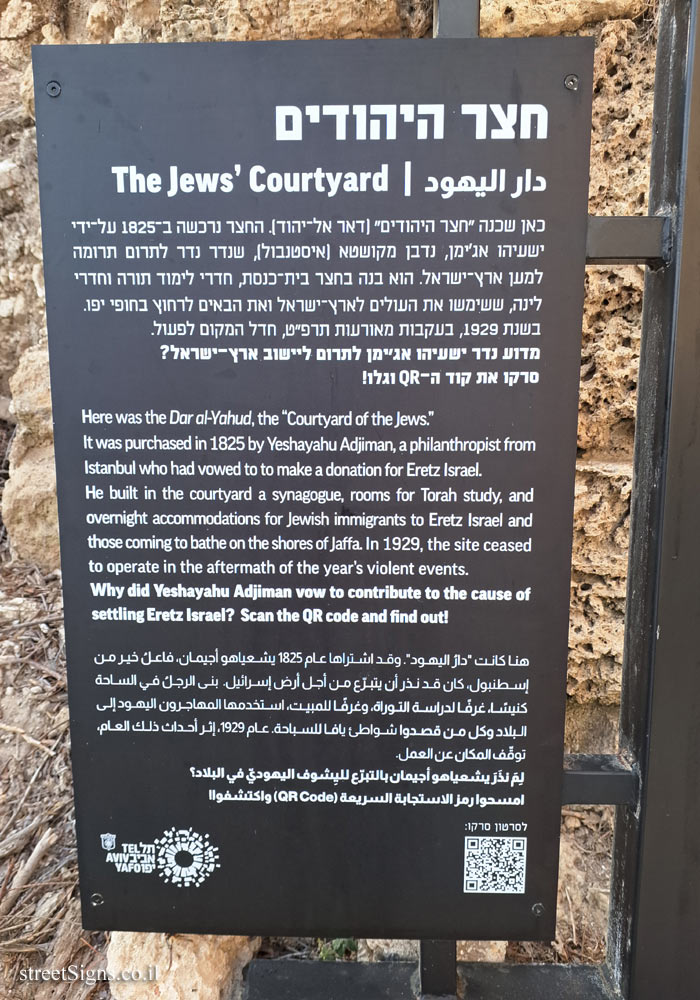 חצר היהודים
The Jews' Courtyard | دار اليهود
כאן שכנה "חצר היהודים" (דאר אל־יהוד). החצר נרכשה ב־1825 על־ידי
ישעיהו אג'ימן, נדבן מקושטא (איסטנבול), שנדר נדר לתרום תרומה
למען ארץ־ישראל. הוא בנה בחצר בית־כנסת, חדרי לימוד תורה וחדרי
לינה, ששימשו את העולים לארץ־ישראל ואת הבאים לרחוץ בחופי יפו.
בשנת 1929, בעקבות מאורעות תרפ"ט, חדל המקום לפעול.
מדוע נדר ישעיהו אג'ימן לתרום ליישוב ארץ־ישראל?
סרקו את קוד ה־QR וגלו!
Here was the Dar al-Yahud, the "Courtyard of the Jews."
It was purchased in 1825 by Yeshayahu Adjiman, a philanthropist from
Istanbul who had vowed to to make a donation for Eretz Israel.
He built in the courtyard a synagogue, rooms for Torah study, and
overnight accommodations for Jewish immigrants to Eretz Israel and
those coming to bathe on the shores of Jaffa. In 1929, the site ceased
to operate in the aftermath of the year's violent events.
Why did Yeshayahu Adjiman vow to contribute to the cause of
settling Eretz Israel? Scan the QR code and find out!
هنا كانت "دارُ اليهود". وقد اشتراها عام 1825 يشعياهو أجيمان، فاعلُ خير من
إسطنبول، كان قد نذر أن يتبرّع من أجل أرض إسرائيل. بنى الرجلُ في الساحة
كنيسًا، غرفًا لدراسة التوراة، وغرفًا للمبيت، استخدمها المهاجرون اليهود إلى
البلاد وكل من قصدوا شواطئ يافا للسباحة. عام 1929، إثر أحداث ذلك العام،
توقّف المكان عن العمل.
لِمَ نذَرَ يشعياهو أجيمان بالتبرّع للييشوف اليهوديّ في البلاد؟
امسحوا رمز الاستجابة السريعة (QR Code) واكتشفوا!
לסרטון סרקו:
TEL תל
AVIV אביב
YAFO יפו
streetSigns.co.il